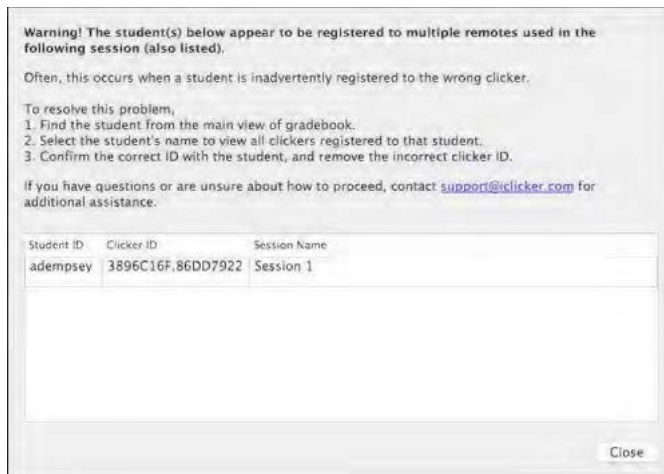 Warning! The student(s) below appear to be registered to multiple remotes used in the
following session (also listed).
Often, this occurs when a student is inadvertently registered to the wrong clicker.
To resolve this problem,
1. Find the student from the main view of gradebook.
2. Select the student's name to view all clickers registered to that student.
3. Confirm the correct ID with the student, and remove the incorrect clicker ID.
If you have questions or are unsure about how to proceed, contact support@iclicker.com for
additional assistance.
Student ID Clicker ID Session Name
adempsey 3896C16F,86DD7922 Session 1
Close